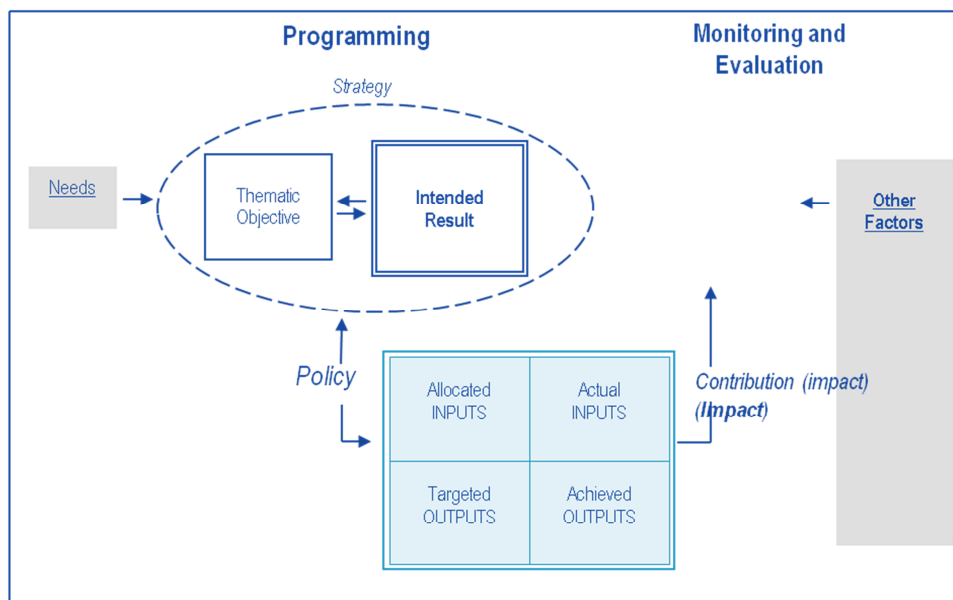 Programming
Monitoring and
Evaluation
Strategy
Needs
Thematic
Objective
Intended
Result
Other
Factors
Policy
Allocated
INPUTS
Actual
INPUTS
Contribution (impact)
(Impact)
Targeted
OUTPUTS
Achieved
OUTPUTS